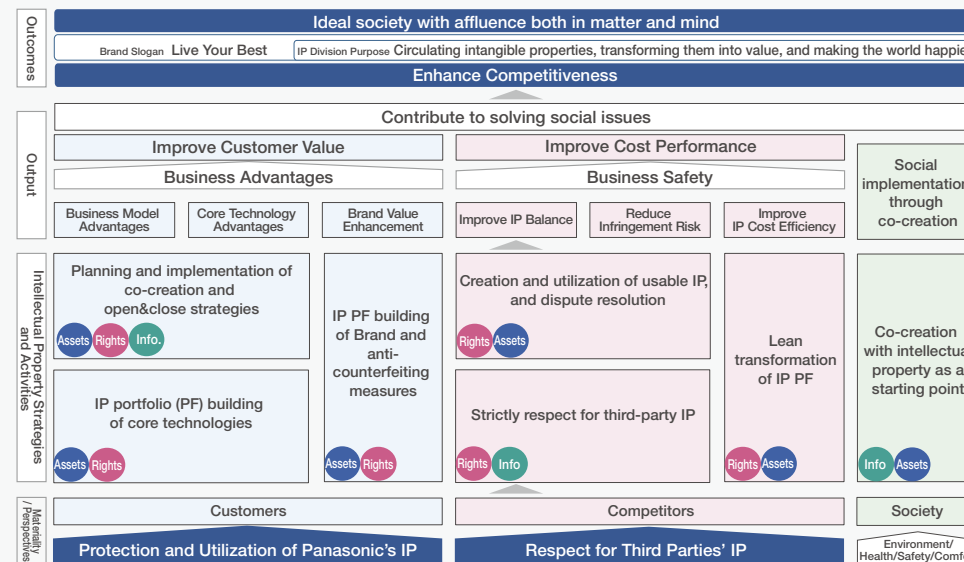 Outcomes
Ideal society with affluence both in matter and mind
Brand Slogan Live Your Best
IP Division Purpose Circulating intangible properties, transforming them into value, and making the world
Enhance Competitiveness
Output
Contribute to solving social issues
Improve Customer Value
Business Advantages
Business Model
Advantages
Core Technology
Advantages
Brand Value
Enhancement
Improve Cost Performance
Business Safety
Improve IP Balance
Reduce
Infringement Risk
Improve
IP Cost Efficiency
Social
implementation
through
co-creation
Intellectual Property Strategies
and Activities
Planning and implementation of
co-creation and
open&close strategies
Assets Rights Info.
IP portfolio (PF) building
of core technologies
Assets Rights
IP PF building
of Brand and
anti-
counterfeiting
measures
Assets Rights
Creation and utilization of usable IP,
and dispute resolution
Rights Assets
Strictly respect for third-party IP
Rights Info
Lean
transformation
of IP PF
Rights Assets
Co-creation
with
property as a
starting point
Info Assets
Materiality
/ Perspectives
Customers
Protection and Utilization of Panasonic's IP
Competitors
Respect for Third Parties' IP
Society
Environment/
Health/Safety/